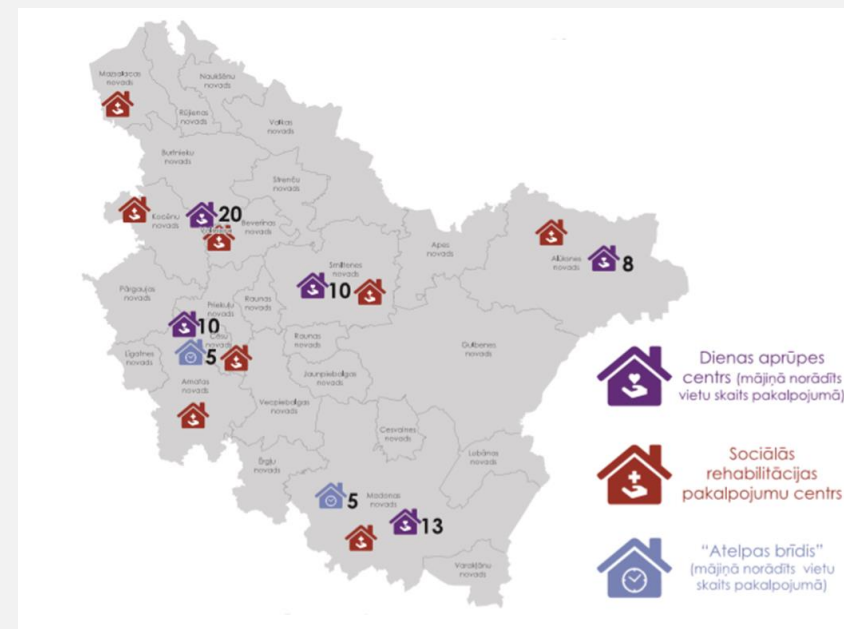 Mazsalacas
novads
Naukšēnu
novads
Rūjienas
novads
Valkas
novads
Burtnieku
novads
Strenču
novads
Kocēnu
novads
20
Beverīnas
novads
Apes
novads
Alūksnes
novads
8
Smiltenes
novads
10
Pārgaujas
novads
Priekuļu
novads
Raunas
novads
10
Cēsu
novads
5
Raunas
novads
Gulbenes
novads
Līgatnes
novads
Amatas
novads
Jaunpiebalgas
novads
Vecpiebalgas
novads
Cesvaines
novads
Lubānas
novads
Ērgļu
novads
5
Madonas
novads
13
Varakļānu
novads
Dienas aprūpes
centrs (mājiņā norādīts
vietu skaits pakalpojumā)
Sociālās
rehabilitācijas
pakalpojumu centrs
"Atelpas brīdis"
(mājiņā norādīts vietu
skaits pakalpojumā)